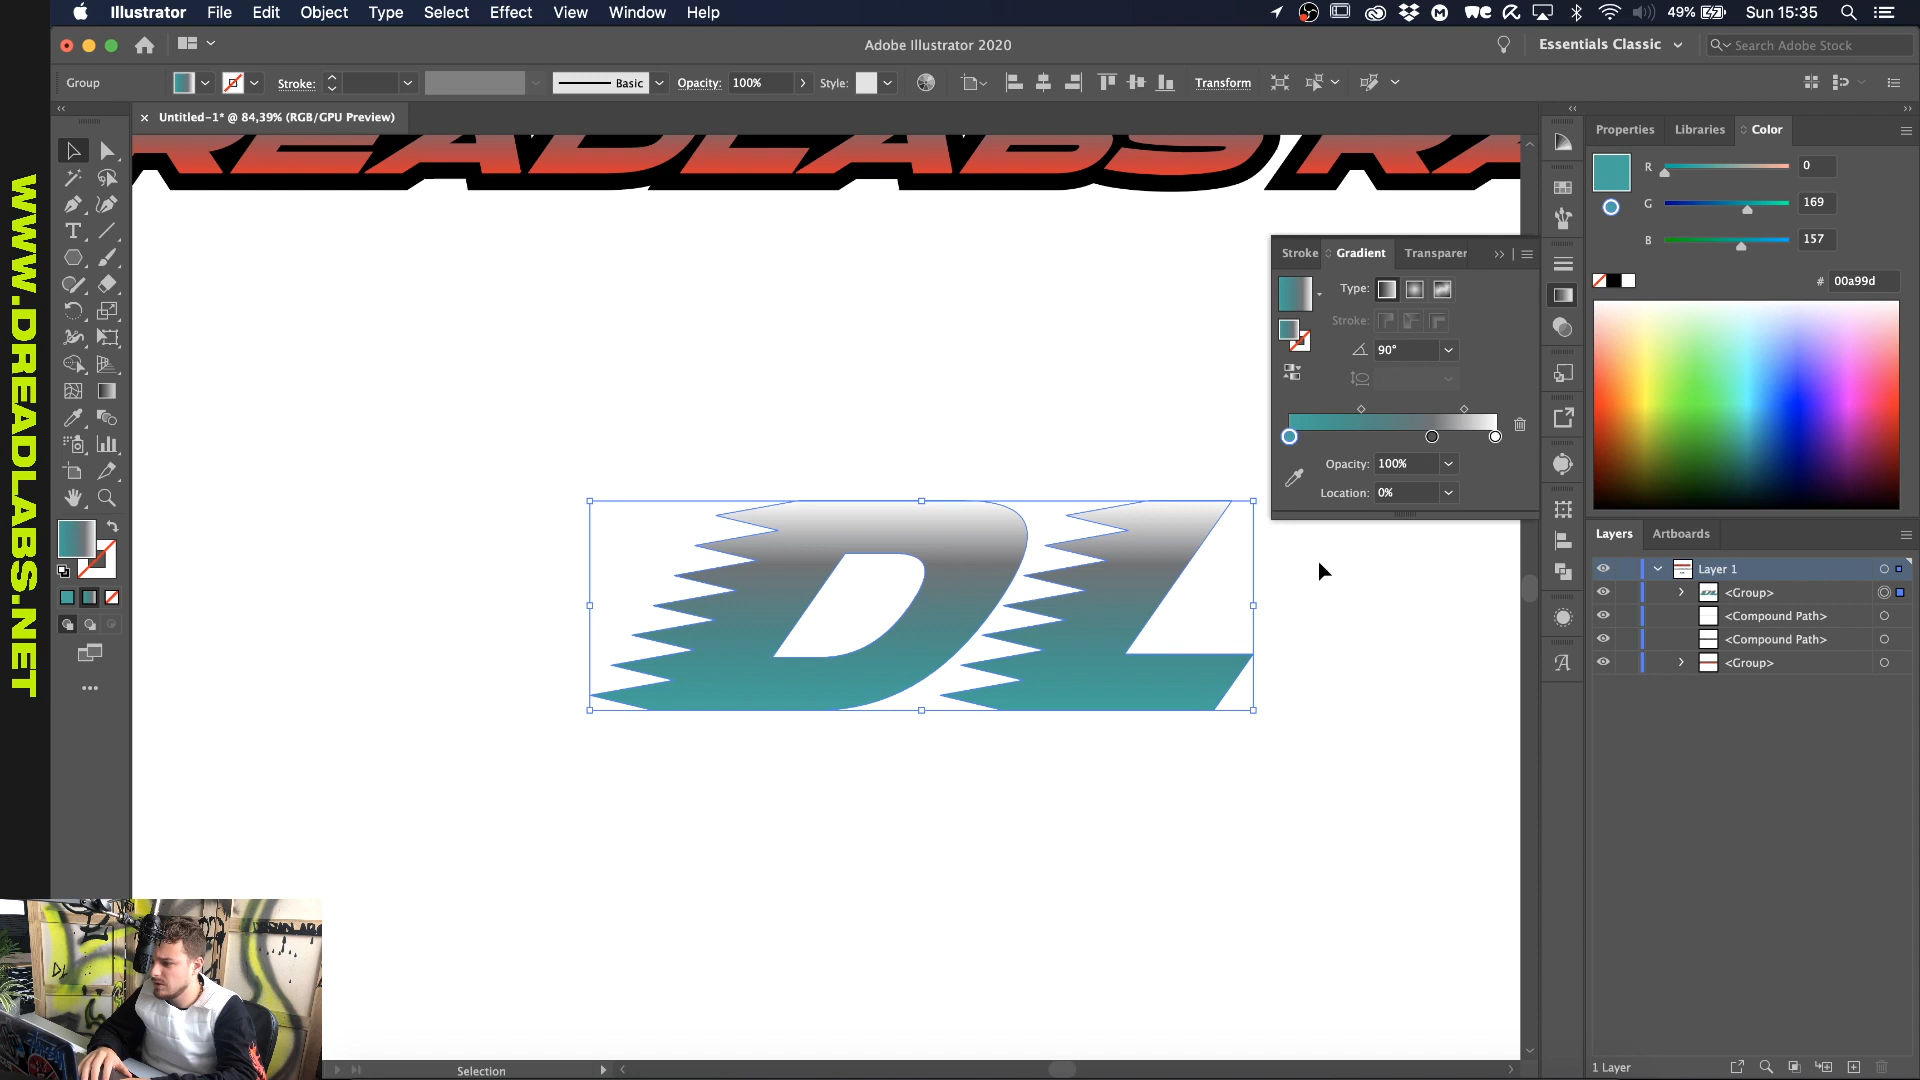 Illustrator File Edit Object Type Select Effect View Window Help
49% Sun 15:35
Adobe Illustrator 2020
Essentials Classic
Search Adobe Stock
Group
Stroke:
Basic
Opacity: 100%
Style:
Transform
× Untitled-1* @ 84,39% (RGB/GPU Preview)
Properties Libraries Color
READLABS RA
R 0
G 169
B 157
# 00a99d
Stroke Gradient Transparer
Type:
Stroke:
90°
Opacity: 100%
Location: 0%
DL
Layers Artboards
Layer 1
<Group>
<Compound Path>
<Compound Path>
<Group>
1 Layer
Selection
WWW.DREADLABS.NET